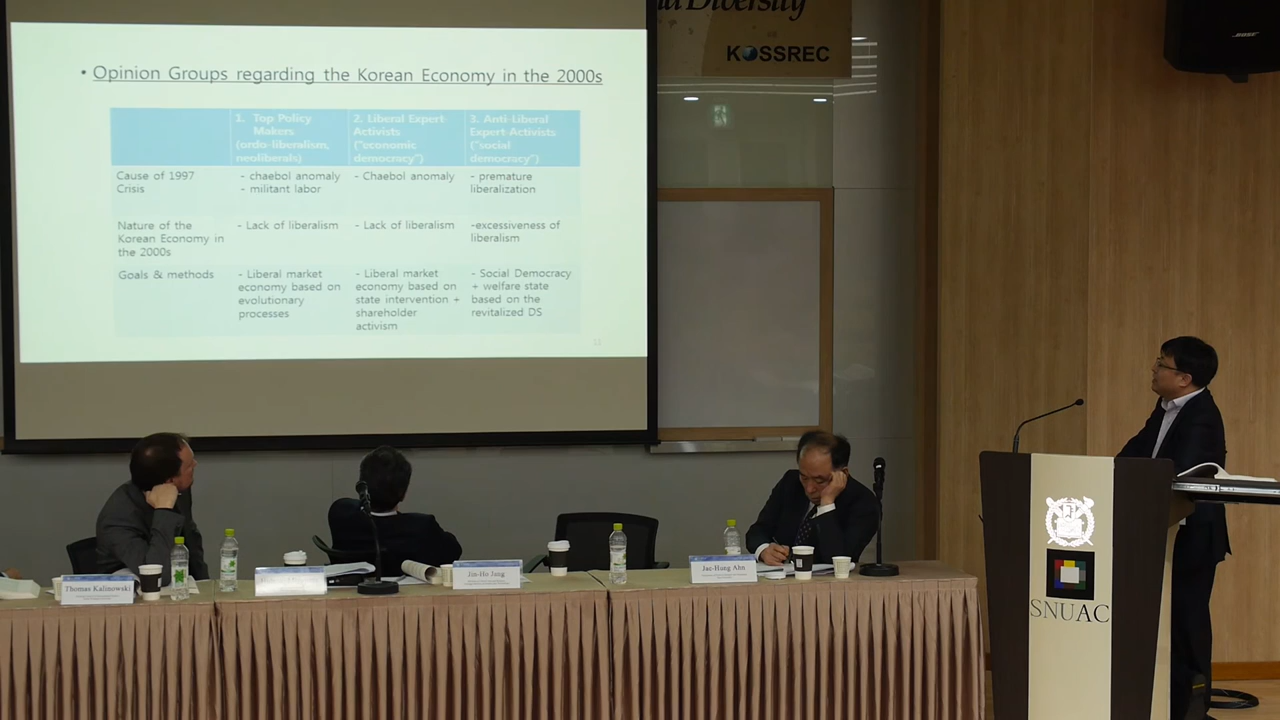 nd Diversity
KOSSREC
BOSE
• Opinion Groups regarding the Korean Economy in the 2000s
1. Top Policy
Makers
(ordo-liberalism,
neoliberals)
2. Liberal Expert-
Activists
("economic
democracy")
3. Anti-Liberal
Expert-Activists
("social
democracy")
Cause of 1997
Crisis
- chaebol anomaly
- militant labor
- Chaebol anomaly
- premature
liberalization
Nature of the
Korean Economy in
the 2000s
- Lack of liberalism
- Lack of liberalism
-excessiveness of
liberalism
Goals & methods
- Liberal market
economy based on
evolutionary
processes
- Liberal market
economy based on
state intervention +
shareholder
activism
- Social Democracy
+ welfare state
based on the
revitalized DS
Thomas Kalinowski
Jin-Ho Jang
Jae-Hung Ahn
SNUAC